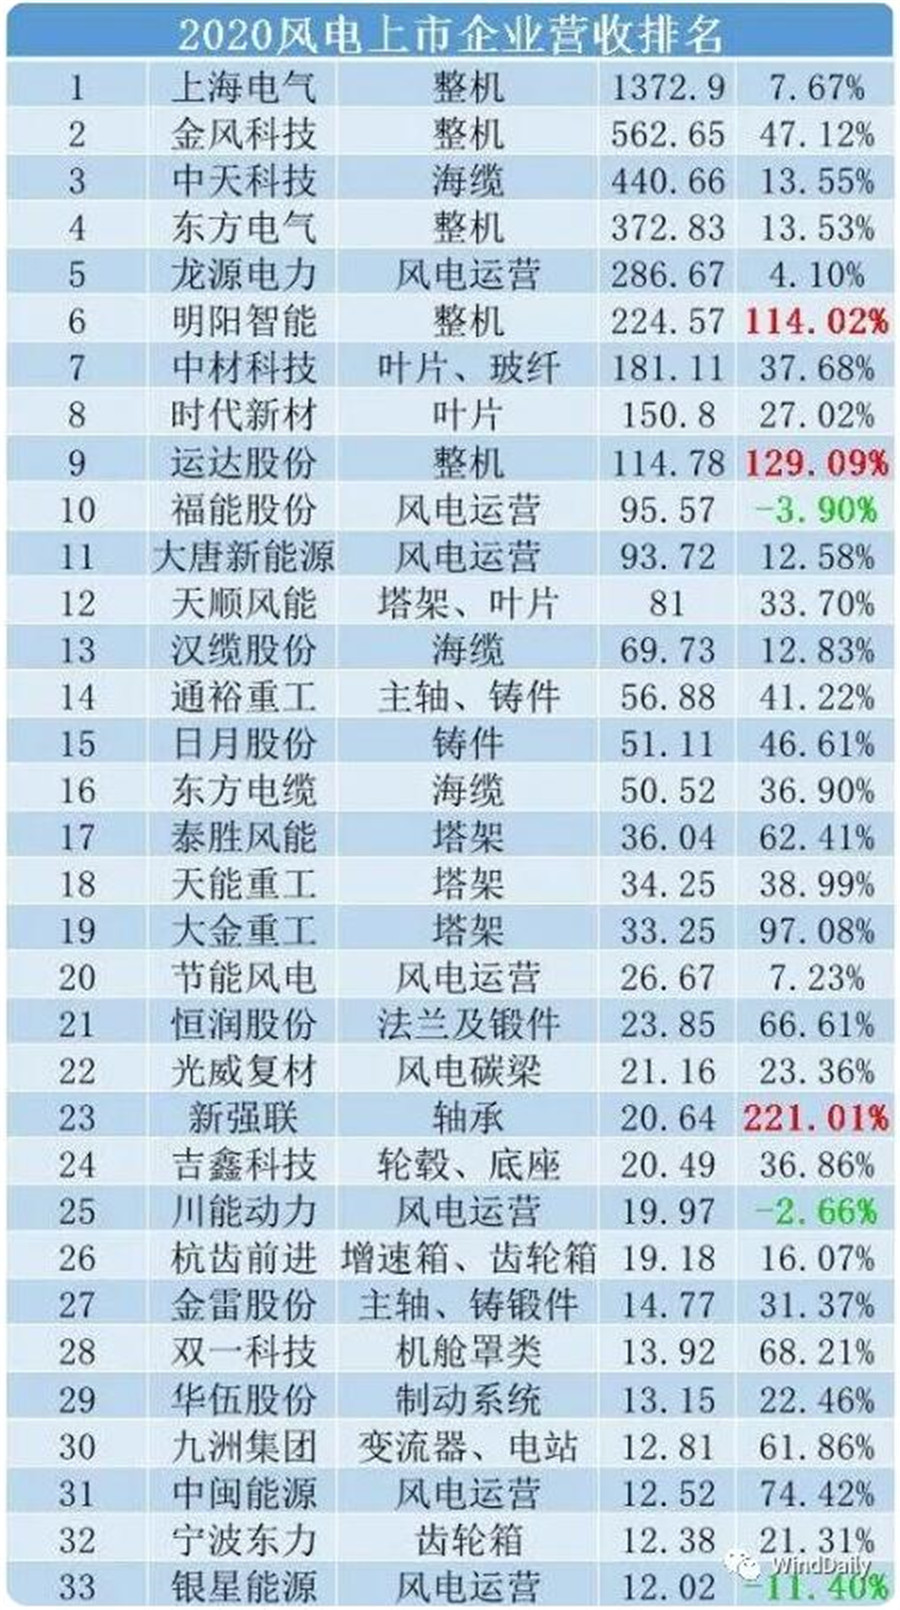 2020风电上市企业营收排名
1 上海电气 整机 1372.9 7.67%
2 金风科技 整机 562.65 47.12%
3 中天科技 海缆 440.66 13.55%
4 东方电气 整机 372.83 13.53%
5 龙源电力 风电运营 286.67 4.10%
6 明阳智能 整机 224.57 114.02%
7 中材科技 叶片、玻纤 181.11 37.68%
8 时代新材 叶片 150.8 27.02%
9 运达股份 整机 114.78 129.09%
10 福能股份 风电运营 95.57 -3.90%
11 大唐新能源 风电运营 93.72 12.58%
12 天顺风能 塔架、叶片 81 33.70%
13 汉缆股份 海缆 69.73 12.83%
14 通裕重工 主轴、铸件 56.88 41.22%
15 日月股份 铸件 51.11 46.61%
16 东方电缆 海缆 50.52 36.90%
17 泰胜风能 塔架 36.04 62.41%
18 天能重工 塔架 34.25 38.99%
19 大金重工 塔架 33.25 97.08%
20 节能风电 风电运营 26.67 7.23%
21 恒润股份 法兰及锻件 23.85 66.61%
22 光威复材 风电碳梁 21.16 23.36%
23 新强联 轴承 20.64 221.01%
24 吉鑫科技 轮毂、底座 20.49 36.86%
25 川能动力 风电运营 19.97 -2.66%
26 杭齿前进 增速箱、齿轮箱 19.18 16.07%
27 金雷股份 主轴、铸锻件 14.77 31.37%
28 双一科技 机舱罩类 13.92 68.21%
29 华伍股份 制动系统 13.15 22.46%
30 九洲集团 变流器、电站 12.81 61.86%
31 中闽能源 风电运营 12.52 74.42%
32 宁波东力 齿轮箱 12.38 21.31%
33 银星能源 风电运营 12.02 -11.40%
WindDaily